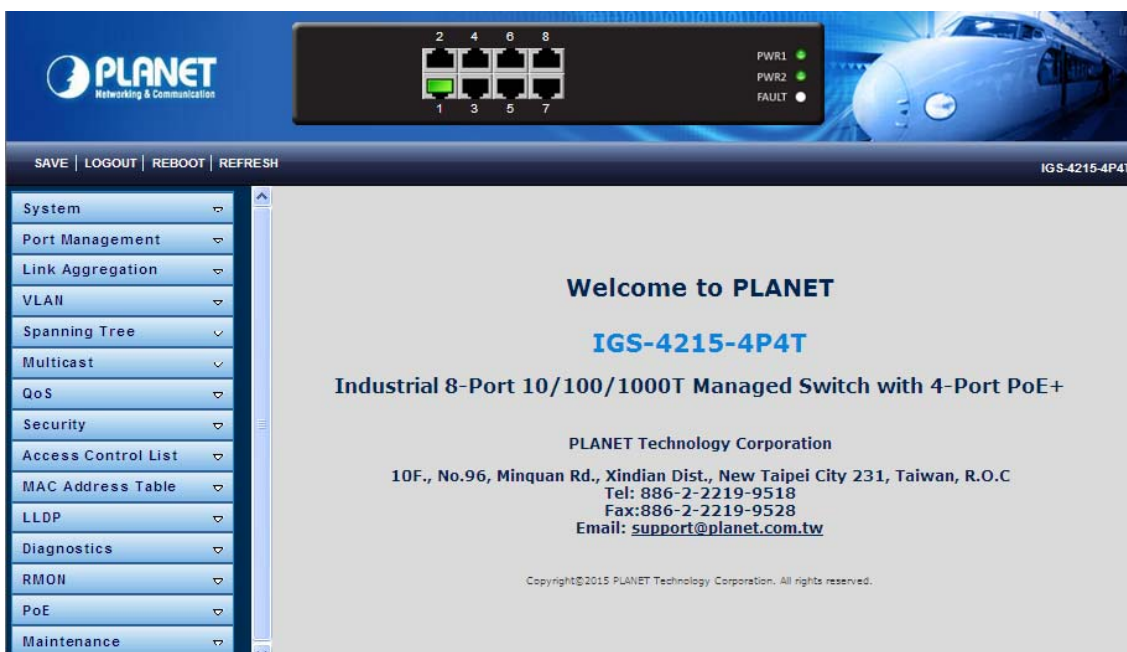 PLANET
Networking & Communication
2 4 6 8
1 3 5 7
PWR1
PWR2
FAULT
SAVE | LOGOUT | REBOOT | REFRESH
IGS-4215-4P4T
System
Port Management
Link Aggregation
VLAN
Spanning Tree
Multicast
QoS
Security
Access Control List
MAC Address Table
LLDP
Diagnostics
RMON
PoE
Maintenance
Welcome to PLANET
IGS-4215-4P4T
Industrial 8-Port 10/100/1000T Managed Switch with 4-Port PoE+
PLANET Technology Corporation
10F., No.96, Minquan Rd., Xindian Dist., New Taipei City 231, Taiwan, R.O.C
Tel: 886-2-2219-9518
Fax:886-2-2219-9528
Email: support@planet.com.tw
Copyright©2015 PLANET Technology Corporation. All rights reserved.